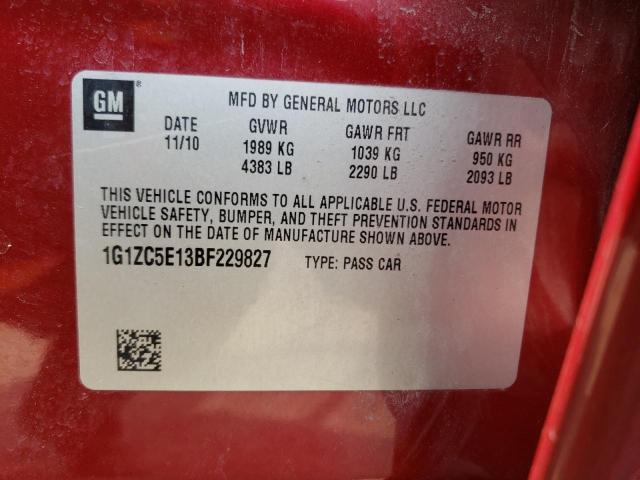 GM ®
MFD BY GENERAL MOTORS LLC
DATE GVWR GAWR FRT GAWR RR
11/10 1989 KG 1039 KG 950 KG
4383 LB 2290 LB 2093 LB
THIS VEHICLE CONFORMS TO ALL APPLICABLE U.S. FEDERAL MOTOR
VEHICLE SAFETY, BUMPER, AND THEFT PREVENTION STANDARDS IN
EFFECT ON THE DATE OF MANUFACTURE SHOWN ABOVE.
1G1ZC5E13BF229827 TYPE: PASS CAR